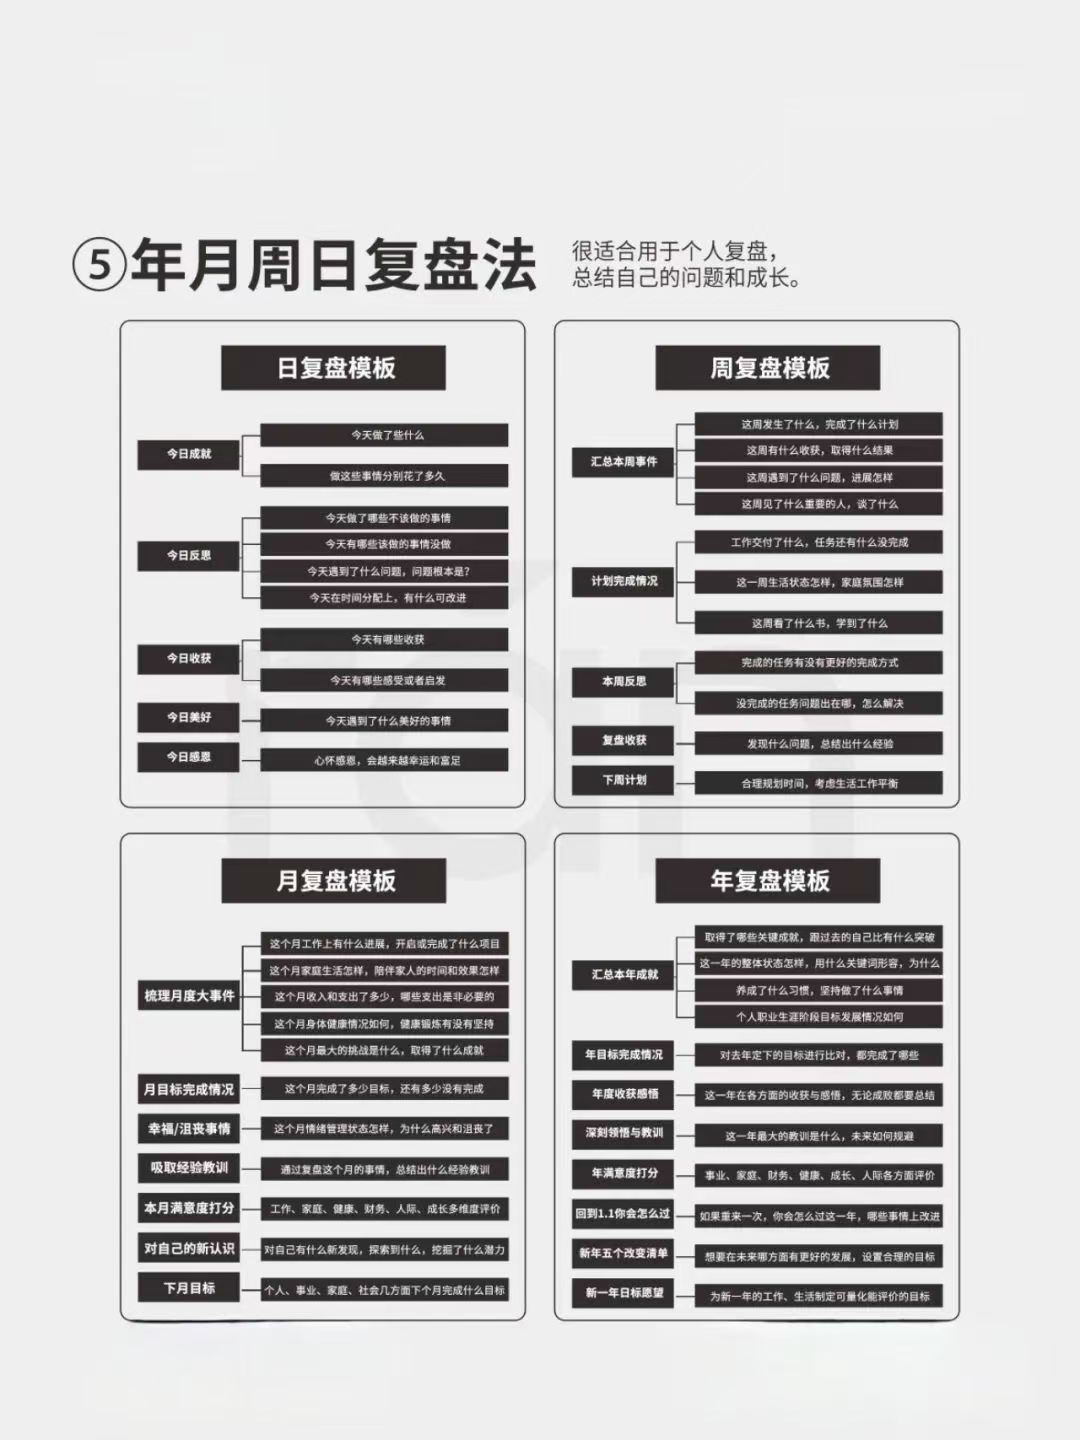 ⑤年月周日复盘法
很适合用于个人复盘，
总结自己的问题和成长。
日复盘模板
今日成就
今天做了些什么
做这些事情分别花了多久
今日反思
今天做了哪些不该做的事情
今天有哪些该做的事情没做
今天遇到了什么问题，问题根本是?
今天在时间分配上，有什么可改进
今日收获
今天有哪些收获
今天有哪些感受或者启发
今日美好
今天遇到了什么美好的事情
今日感恩
心怀感恩，会越来越幸运和富足
周复盘模板
汇总本周事件
这周发生了什么，完成了什么计划
这周有什么收获，取得什么结果
这周遇到了什么问题，进展怎样
这周见了什么重要的人，谈了什么
计划完成情况
工作交付了什么，任务还有什么没完成
这一周生活状态怎样，家庭氛围怎样
这周看了什么书，学到了什么
本周反思
完成的任务有没有更好的完成方式
没完成的任务问题出在哪，怎么解决
复盘收获
发现什么问题，总结出什么经验
下周计划
合理规划时间，考虑生活工作平衡
月复盘模板
梳理月度大事件
这个月工作上有什么进展，开启或完成了什么项目
这个月家庭生活怎样，陪伴家人的时间和效果怎样
这个月收入和支出了多少，哪些支出是非必要的
这个月身体健康情况如何，健康锻炼有没有坚持
这个月最大的挑战是什么，取得了什么成就
月目标完成情况
这个月完成了多少目标，还有多少没有完成
幸福/沮丧事情
这个月情绪管理状态怎样，为什么高兴和沮丧了
吸取经验教训
通过复盘这个月的事情，总结出什么经验教训
本月满意度打分
工作、家庭、健康、财务、人际、成长多维度评价
对自己的新认识
对自己有什么新发现，探索到什么，挖掘了什么潜力
下月目标
个人、事业、家庭、社会几方面下个月完成什么目标
年复盘模板
汇总本年成就
取得了哪些关键成就，跟过去的自己比有什么突破
这一年的整体状态怎样，用什么关键词形容，为什么
养成了什么习惯，坚持做了什么事情
个人职业生涯阶段目标发展情况如何
年目标完成情况
对去年定下的目标进行比对，都完成了哪些
年度收获感悟
这一年在各方面的收获与感悟，无论成败都要总结
深刻领悟与教训
这一年最大的教训是什么，未来如何规避
年满意度打分
事业、家庭、财务、健康、成长、人际各方面评价
回到1.1你会怎么过
如果重来一次，你会怎么过这一年，哪些事情上改进
新年五个改变清单
想要在未来哪方面有更好的发展，设置合理的目标
新一年目标愿望
为新一年的工作、生活制定可量化能评价的目标